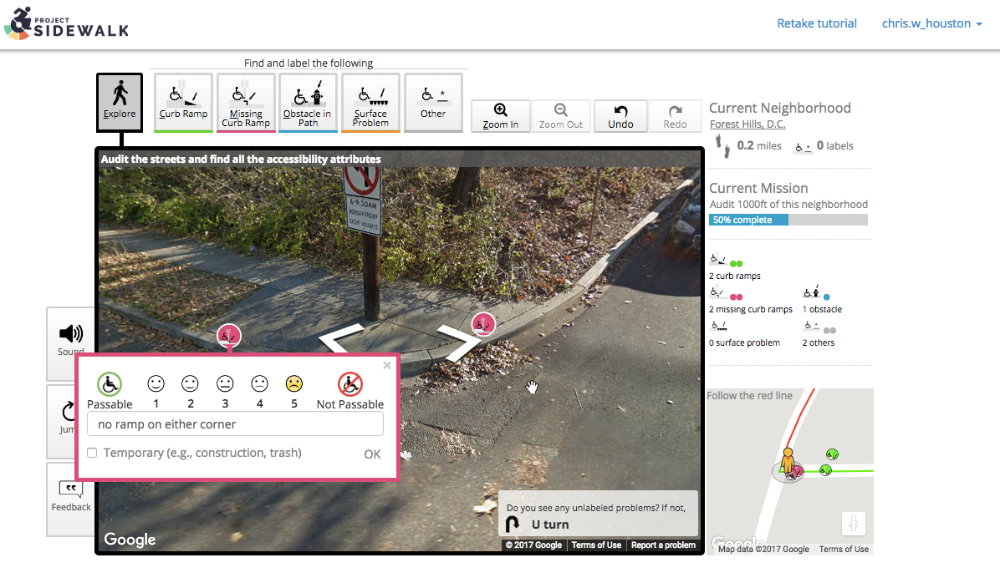 PROJECT
SIDEWALK
Retake tutorial
chris.w_houston
Find and label the following
Explore
Curb Ramp
Missing
Curb Ramp
Obstacle in
Path
Surface
Problem
Other
Zoom In
Zoom Out
Undo
Redo
Current Neighborhood
Forest Hills, D.C.
0.2 miles
0 labels
Current Mission
Audit 1000ft of this neighborhood
50% complete
2 curb ramps
2 missing curb ramps
1 obstacle
0 surface problem
2 others
Audit the streets and find all the accessibility attributes
6-9:30AM
MONDAY-FRIDAY
EXCEPT HOLIDAYS
Sound
Jum
Feedback
Passable
1
2
3
4
5
Not Passable
no ramp on either corner
Temporary (e.g., construction, trash)
OK
Do you see any unlabeled problems? If not,
U turn
Google
© 2017 Google
Terms of Use
Report a problem
Follow the red line
Google
Map data ©2017 Google
Terms of Use